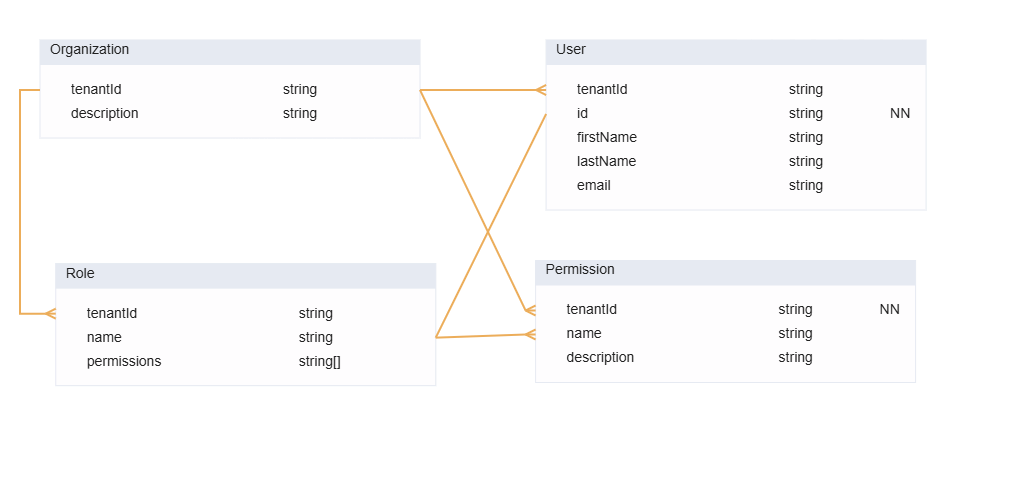 Organization
tenantId string
description string
User
tenantId string
id string NN
firstName string
lastName string
email string
Role
tenantId string
name string
permissions string[]
Permission
tenantId string NN
name string
description string